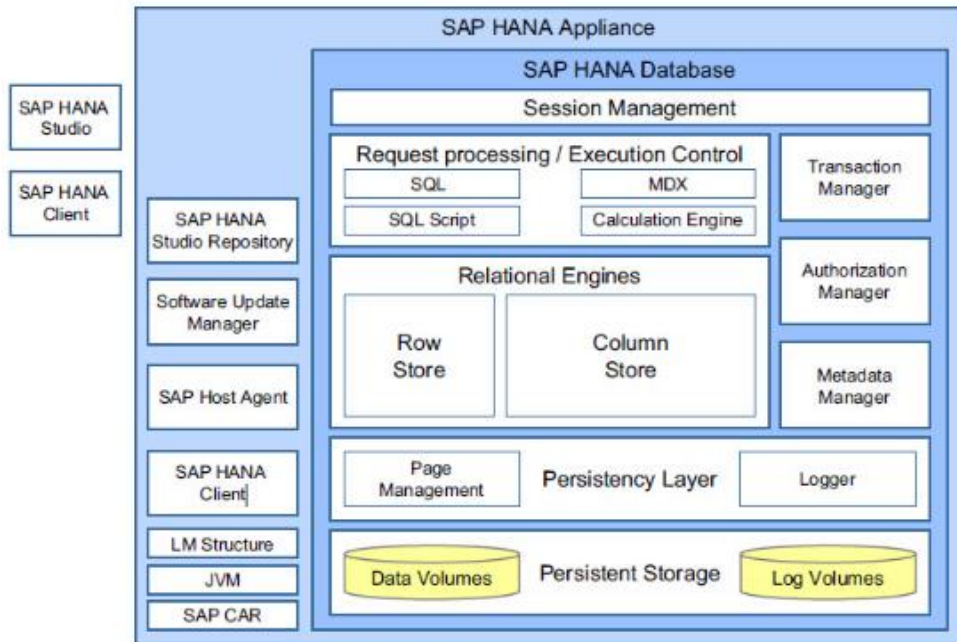 SAP HANA Appliance
SAP HANA Database
SAP HANA
Studio
SAP HANA
Client
SAP HANA
Studio Repository
Software Update
Manager
SAP Host Agent
SAP HANA
Client
LM Structure
JVM
SAP CAR
Session Management
Request processing / Execution Control
SQL
MDX
SQL Script
Calculation Engine
Relational Engines
Row
Store
Column
Store
Page
Management
Persistency Layer
Logger
Data Volumes
Persistent Storage
Log Volumes
Transaction
Manager
Authorization
Manager
Metadata
Manager